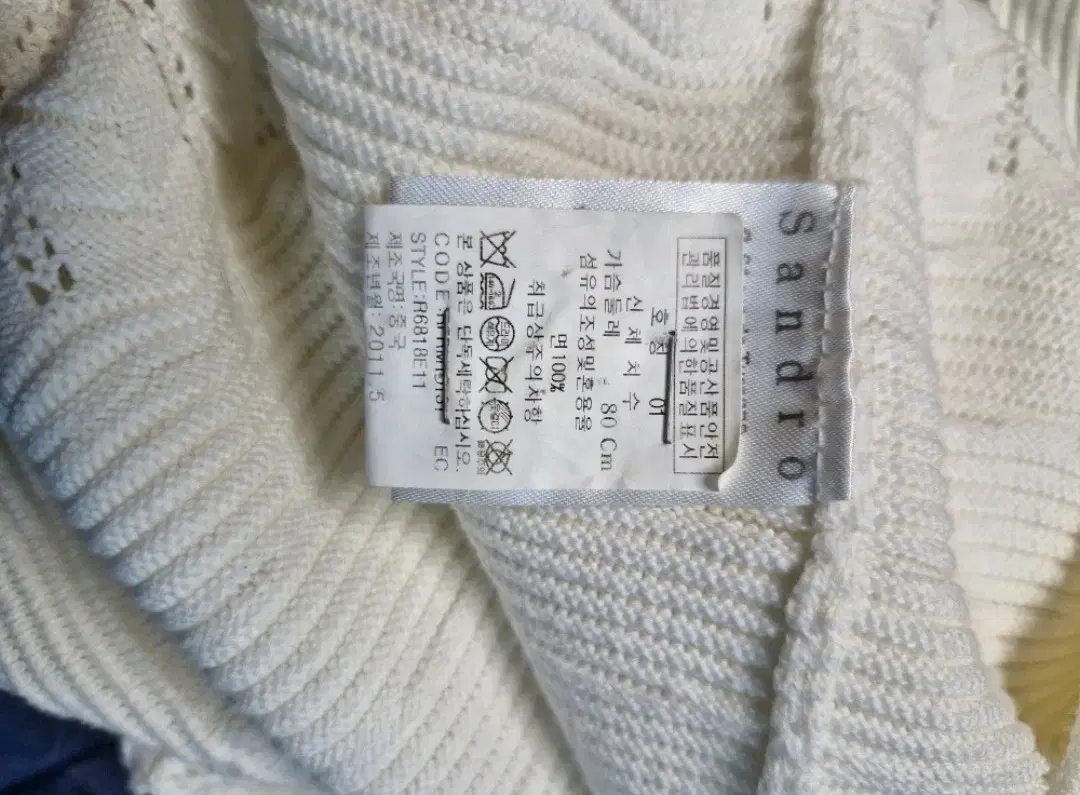 Sandro
품질경영및공산품안전
관리법에의한품질표시
호칭 01
신체치수
가슴둘레 80 Cm
섬유의조성및혼용율
면100%
취급상주의사항
본 상품은 단독세탁하십시오.
CODE: EC
STYLE:R6818E11
제조국명:중국
제조년월:2011,5